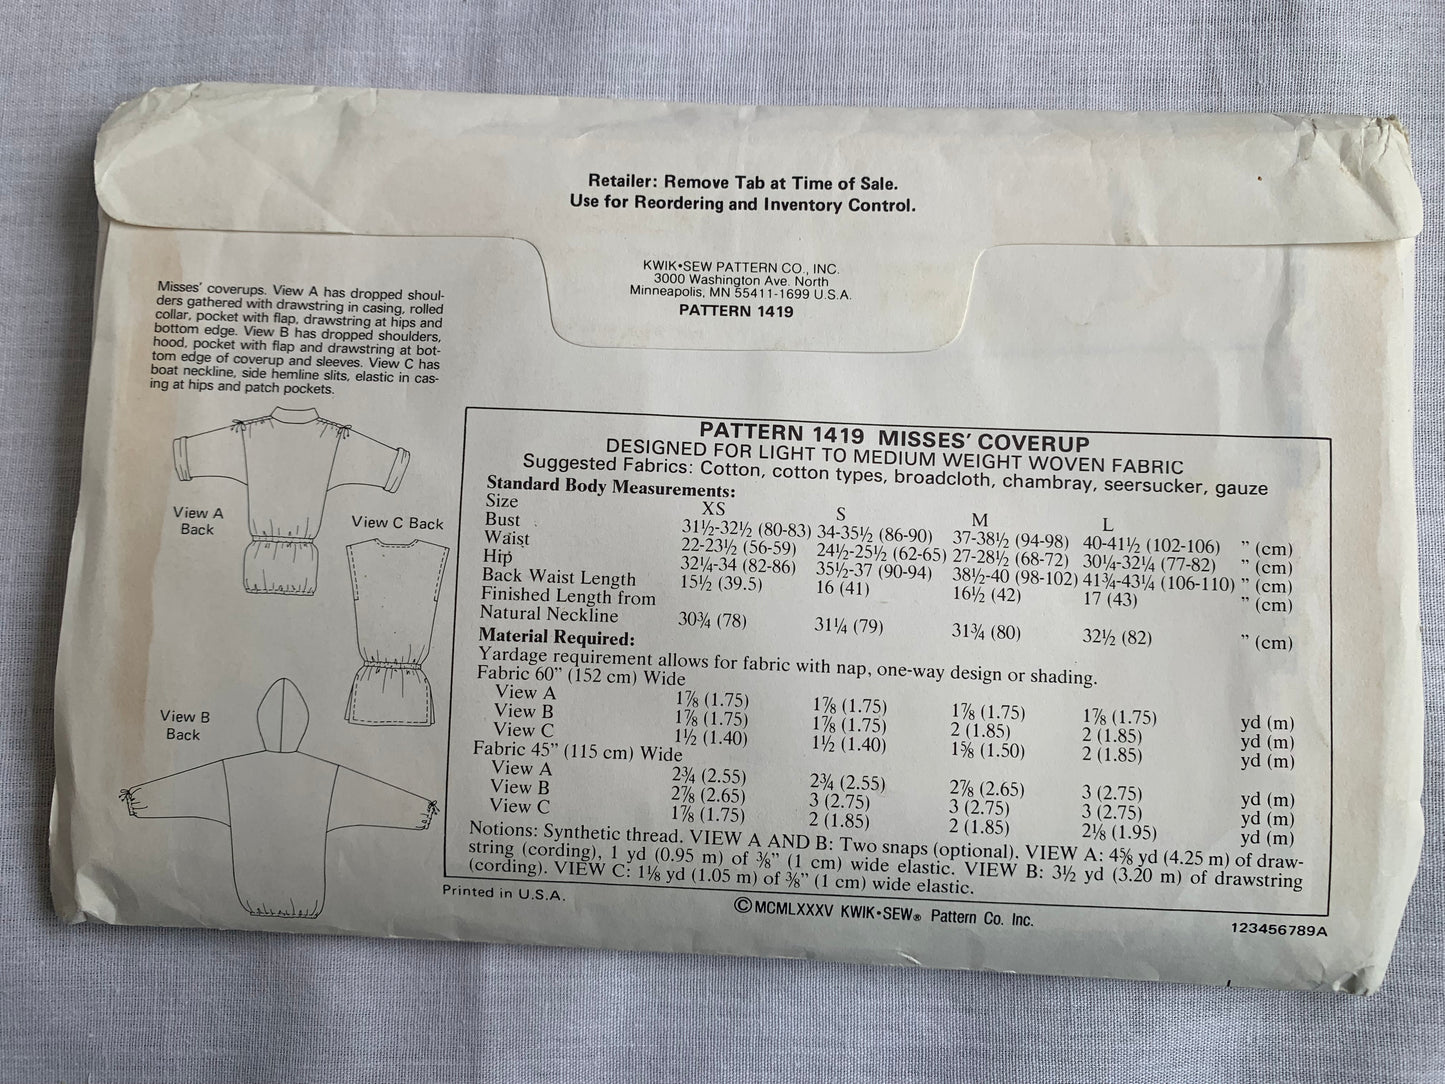 Retailer: Remove Tab at Time of Sale.
Use for Reordering and Inventory Control.
KWIK•SEW PATTERN CO., INC.
3000 Washington Ave. North
Minneapolis, MN 55411-1699 U.S.A.
PATTERN 1419
Misses' coverups. View A has dropped shoul-
ders gathered with drawstring in casing, rolled
collar, pocket with flap, drawstring at hips and
bottom edge. View B has dropped shoulders,
hood, pocket with flap and drawstring at bot-
tom edge of coverup and sleeves. View C has
boat neckline, side hemline slits, elastic in cas-
ing at hips and patch pockets.
View A
Back
View C Back
View B
Back
PATTERN 1419 MISSES' COVERUP
DESIGNED FOR LIGHT TO MEDIUM WEIGHT WOVEN FABRIC
Suggested Fabrics: Cotton, cotton types, broadcloth, chambray, seersucker, gauze
Standard Body Measurements:
Size XS S M L
Bust 31½-32½ (80-83) 34-35½ (86-90) 37-38½ (94-98) 40-41½ (102-106) " (cm)
Waist 22-23½ (56-59) 24½-25½ (62-65) 27-28½ (68-72) 30¼-32¼ (77-82) " (cm)
Hip 32¼-34 (82-86) 35½-37 (90-94) 38½-40 (98-102) 41¾-43¼ (106-110) " (cm)
Back Waist Length 15½ (39.5) 16 (41) 16½ (42) 17 (43) " (cm)
Finished Length from
Natural Neckline 30¾ (78) 31¼ (79) 31¾ (80) 32½ (82) " (cm)
Material Required:
Yardage requirement allows for fabric with nap, one-way design or shading.
Fabric 60" (152 cm) Wide
View A 1⅞ (1.75) 1⅞ (1.75) 1⅞ (1.75) 1⅞ (1.75) yd (m)
View B 1⅞ (1.75) 1⅞ (1.75) 2 (1.85) 2 (1.85) yd (m)
View C 1½ (1.40) 1½ (1.40) 1⅝ (1.50) 2 (1.85) yd (m)
Fabric 45" (115 cm) Wide
View A 2¾ (2.55) 2¾ (2.55) 2⅞ (2.65) 3 (2.75) yd (m)
View B 2⅞ (2.65) 3 (2.75) 3 (2.75) 3 (2.75) yd (m)
View C 1⅞ (1.75) 2 (1.85) 2 (1.85) 2⅛ (1.95) yd (m)
Notions: Synthetic thread. VIEW A AND B: Two snaps (optional). VIEW A: 4⅝ yd (4.25 m) of draw-
string (cording), 1 yd (0.95 m) of ⅜" (1 cm) wide elastic. VIEW B: 3½ yd (3.20 m) of drawstring
(cording). VIEW C: 1⅛ yd (1.05 m) of ⅜" (1 cm) wide elastic.
Printed in U.S.A.
©MCMLXXXV KWIK•SEW® Pattern Co. Inc.
123456789A